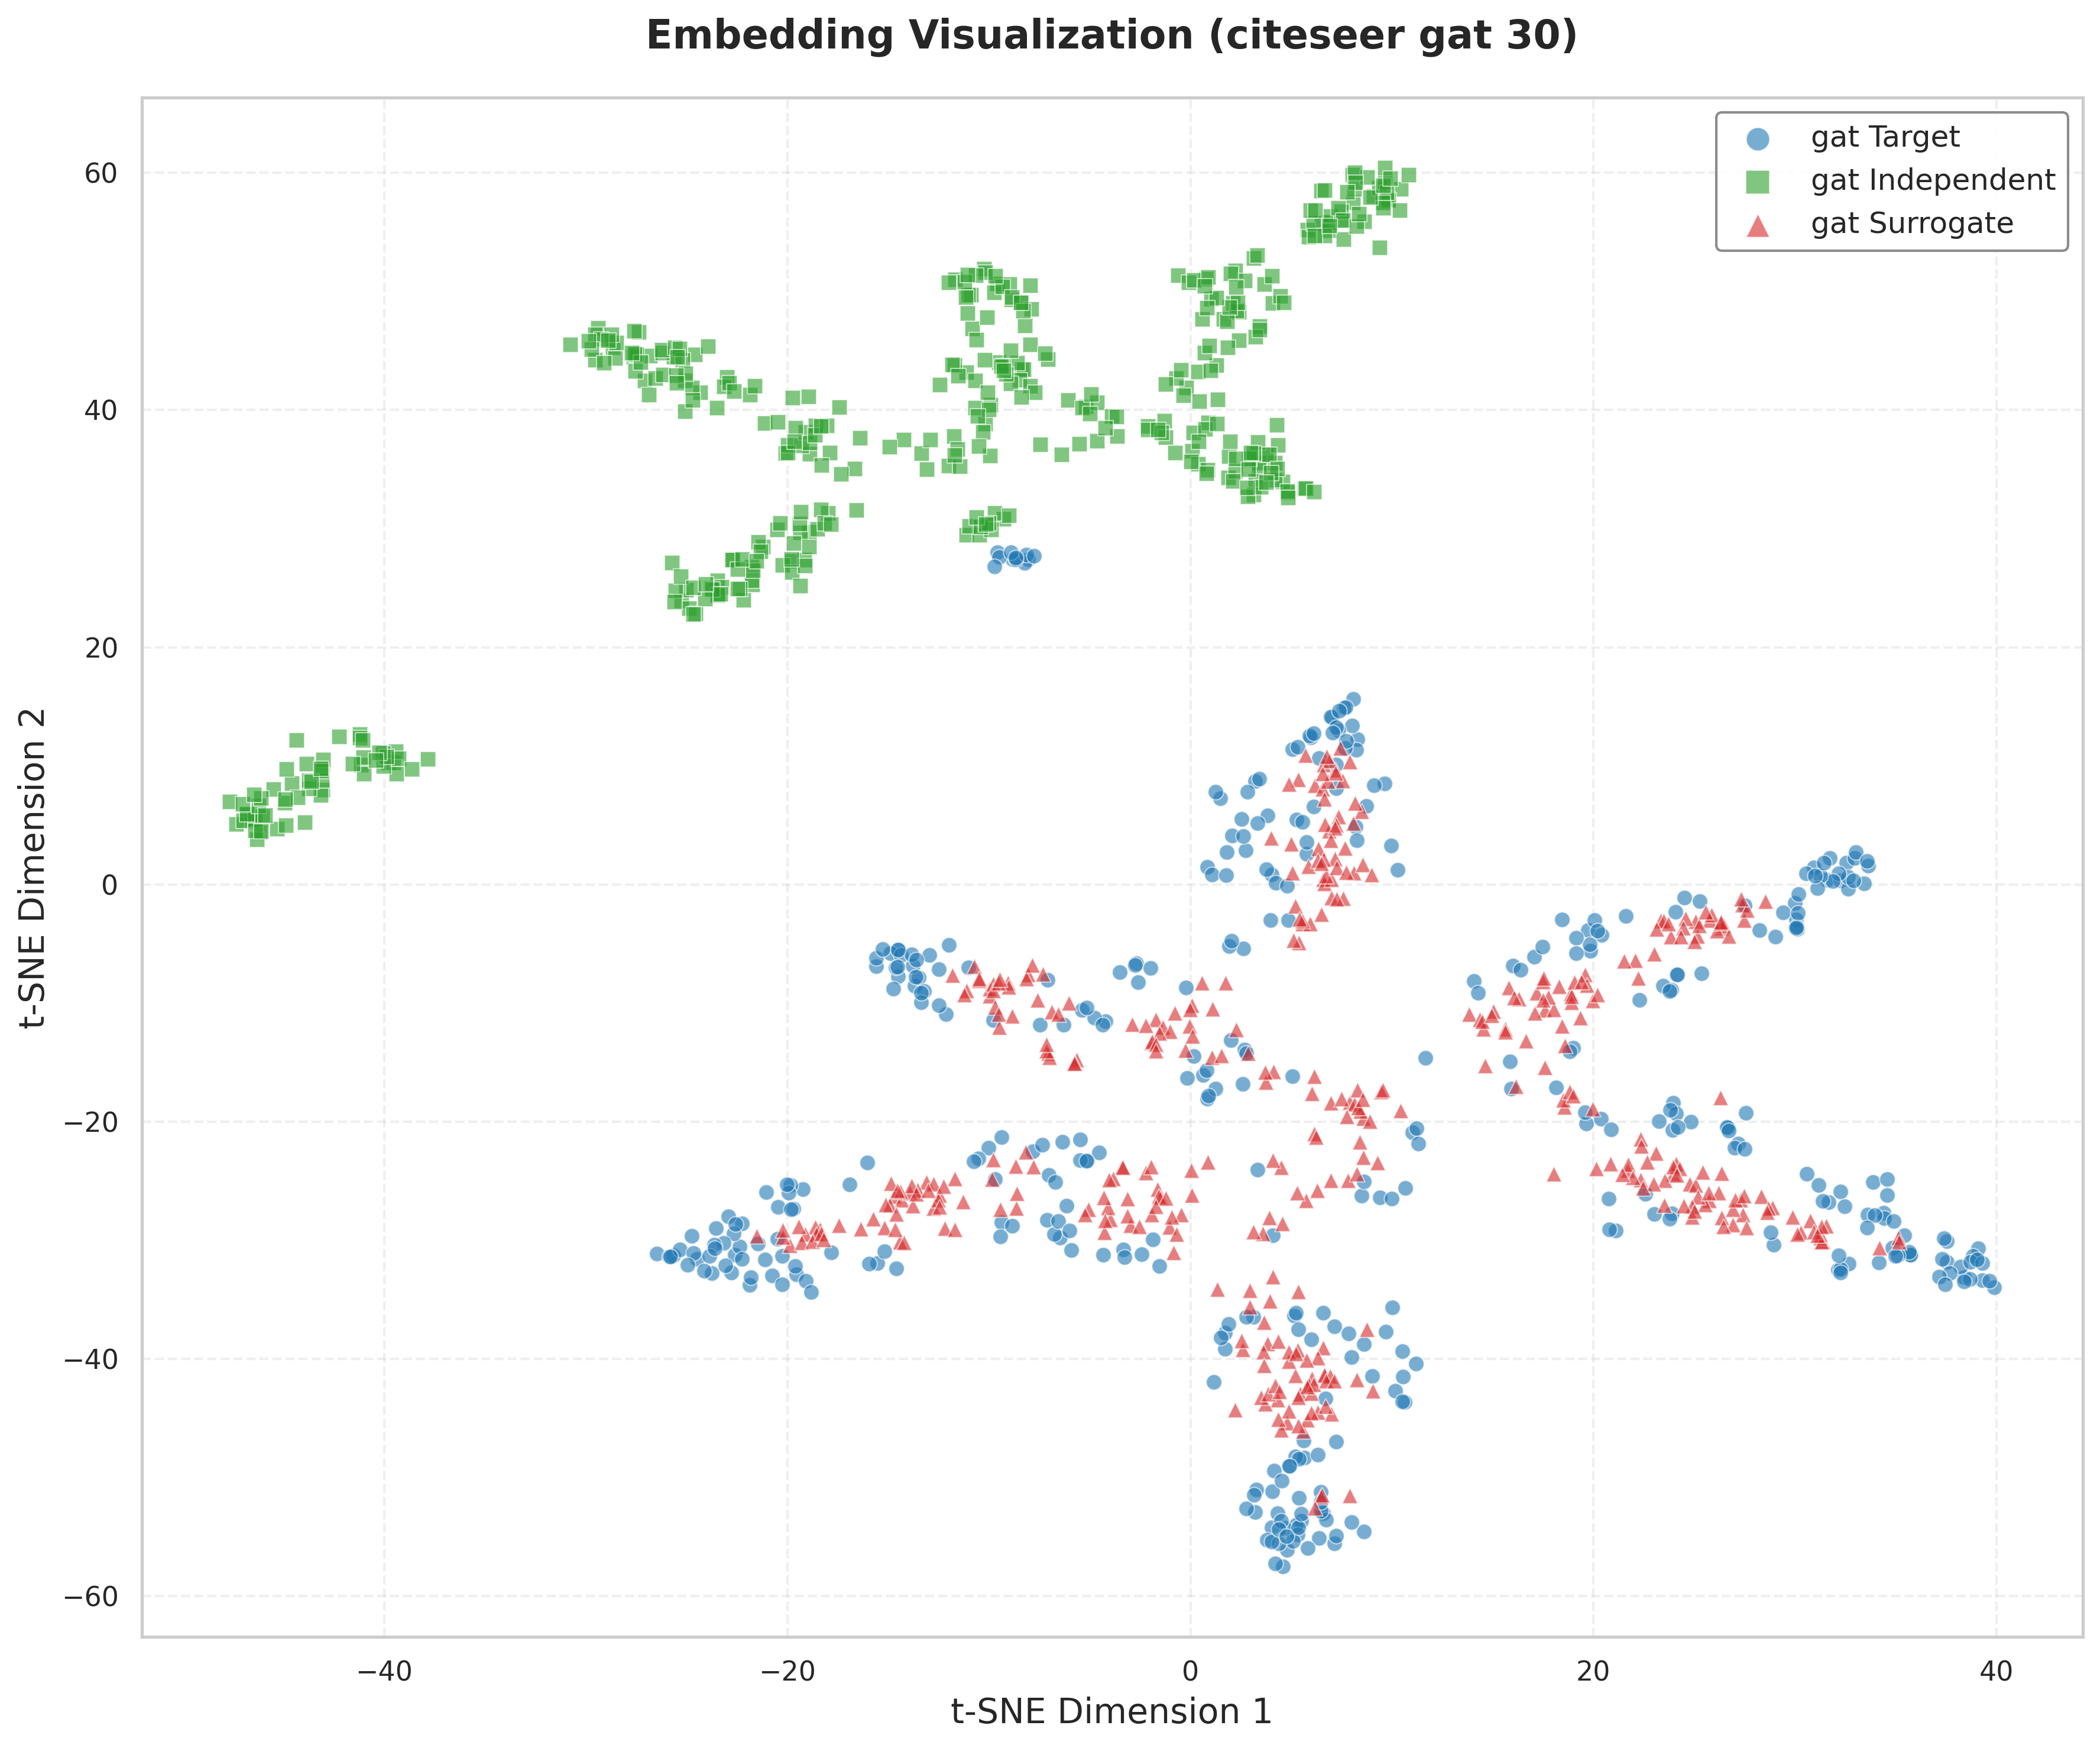 Embedding Visualization (citeseer gat 30)
gat Target
gat Independent
gat Surrogate
60
40
20
0
−20
−40
−60
t-SNE Dimension 2
−40
−20
0
20
40
t-SNE Dimension 1